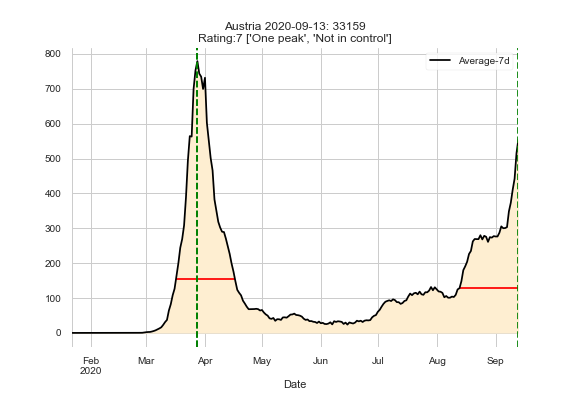 Austria 2020-09-13: 33159
Rating:7 ['One peak', 'Not in control']
Average-7d
800
700
600
500
400
300
200
100
0
Feb Mar Apr May Jun Jul Aug Sep
2020
Date